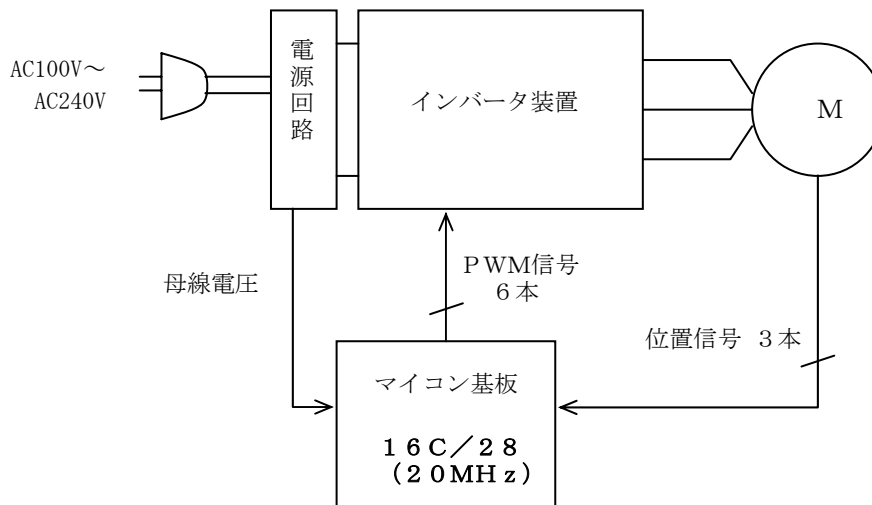 AC100V～
AC240V
電源回路
インバータ装置
Ｍ
母線電圧
ＰＷＭ信号
６本
位置信号 ３本
マイコン基板
１６Ｃ／２８
（２０ＭＨｚ）